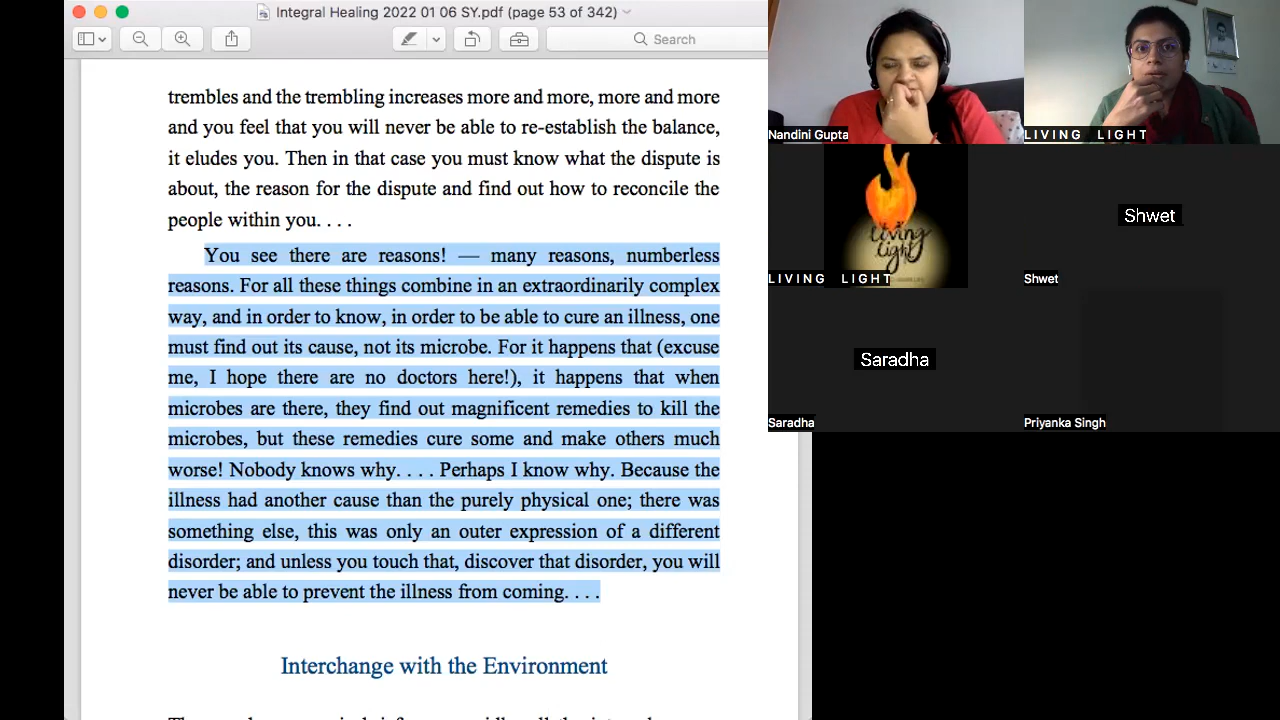 Integral Healing 2022 01 06 SY.pdf (page 53 of 342)
Search
trembles and the trembling increases more and more, more and more
and you feel that you will never be able to re-establish the balance,
it eludes you. Then in that case you must know what the dispute is
about, the reason for the dispute and find out how to reconcile the
people within you. . . .
You see there are reasons! — many reasons, numberless
reasons. For all these things combine in an extraordinarily complex
way, and in order to know, in order to be able to cure an illness, one
must find out its cause, not its microbe. For it happens that (excuse
me, I hope there are no doctors here!), it happens that when
microbes are there, they find out magnificent remedies to kill the
microbes, but these remedies cure some and make others much
worse! Nobody knows why. . . . Perhaps I know why. Because the
illness had another cause than the purely physical one; there was
something else, this was only an outer expression of a different
disorder; and unless you touch that, discover that disorder, you will
never be able to prevent the illness from coming. . . .
Interchange with the Environment
Nandini Gupta
LIVING LIGHT
living
light
LIVING LIGHT
Shwet
Shwet
Saradha
Saradha
Priyanka Singh